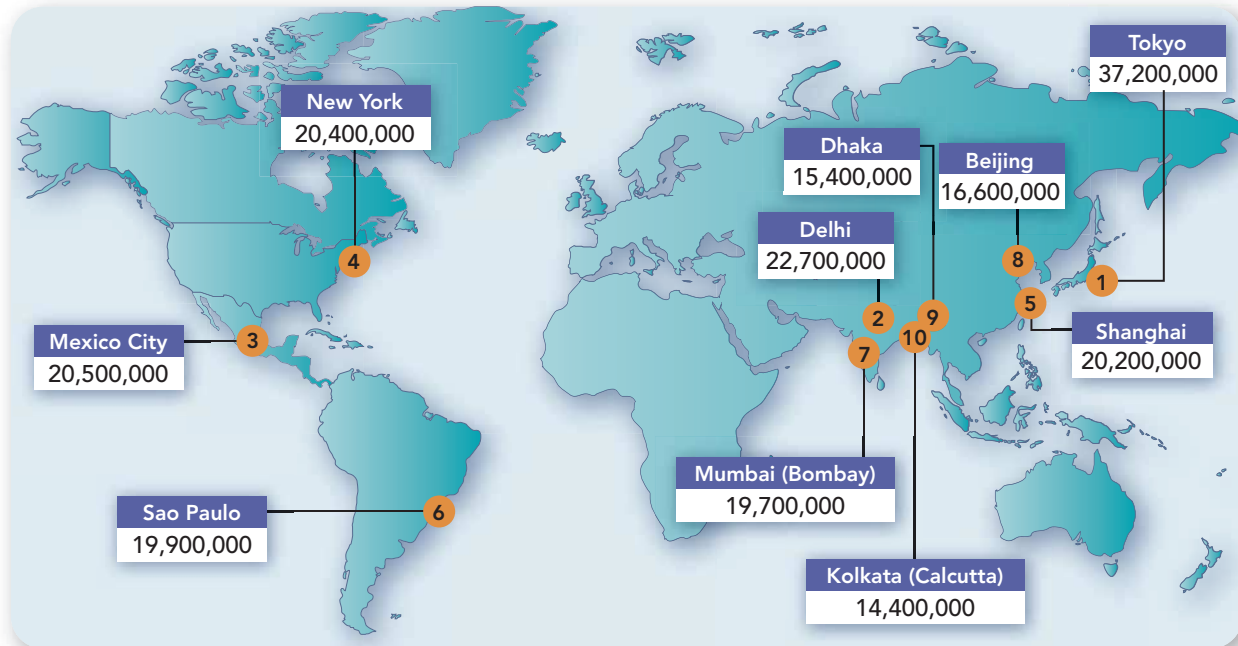 Tokyo
37,200,000
New York
20,400,000
Dhaka
15,400,000
Beijing
16,600,000
Delhi
22,700,000
4
8
1
2
9
5
3
10
7
Mexico City
20,500,000
Shanghai
20,200,000
Mumbai (Bombay)
19,700,000
Sao Paulo
19,900,000
6
Kolkata (Calcutta)
14,400,000